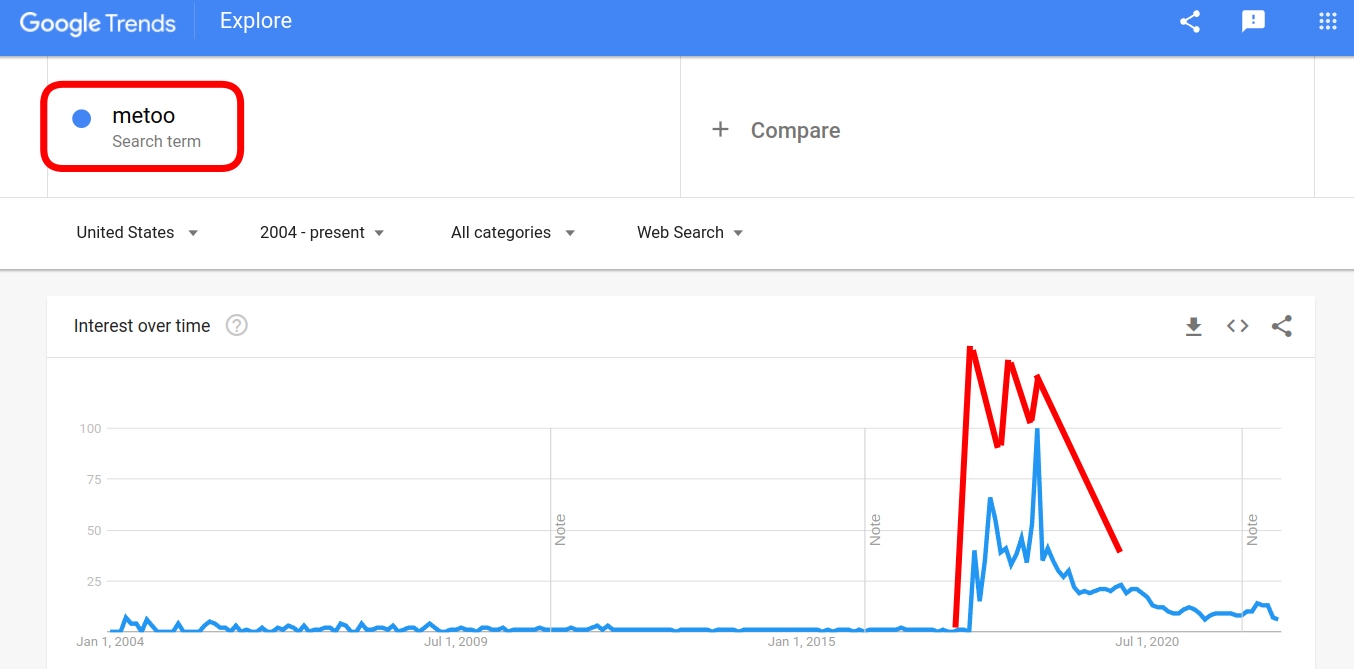 Google Trends Explore
metoo
Search term
+ Compare
United States 2004 - present All categories Web Search
Interest over time ?
100
75
50
25
Note Note Note
Jan 1, 2004 Jul 1, 2009 Jan 1, 2015 Jul 1, 2020